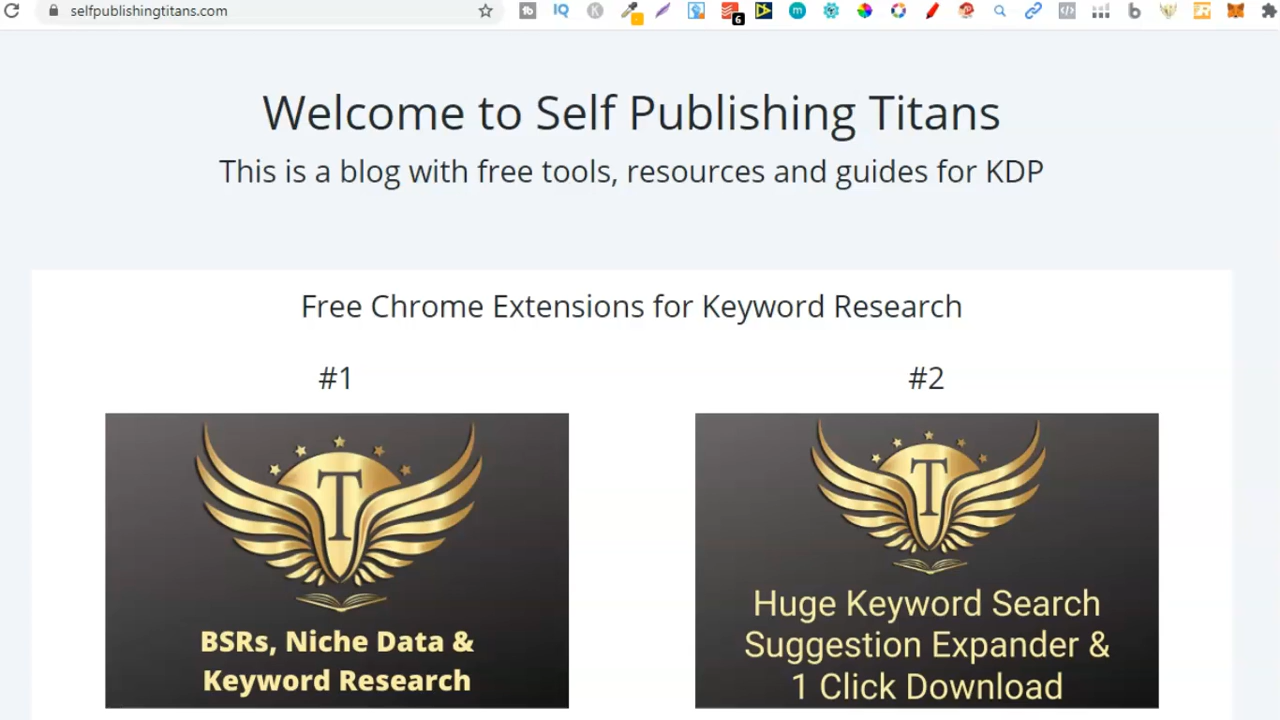 selfpublishingtitans.com
Welcome to Self Publishing Titans
This is a blog with free tools, resources and guides for KDP
Free Chrome Extensions for Keyword Research
#1
#2
T
BSRs, Niche Data &
Keyword Research
T
Huge Keyword Search
Suggestion Expander &
1 Click Download